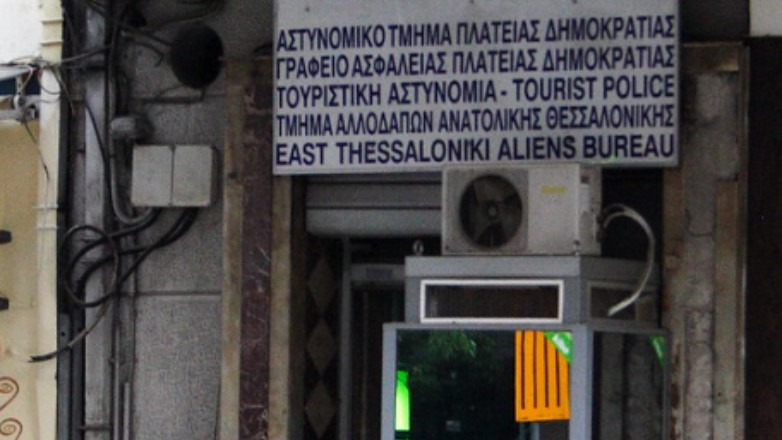 ΑΣΤΥΝΟΜΙΚΟ ΤΜΗΜΑ ΠΛΑΤΕΙΑΣ ΔΗΜΟΚΡΑΤΙΑΣ
ΓΡΑΦΕΙΟ ΑΣΦΑΛΕΙΑΣ ΠΛΑΤΕΙΑΣ ΔΗΜΟΚΡΑΤΙΑΣ
ΤΟΥΡΙΣΤΙΚΗ ΑΣΤΥΝΟΜΙΑ - TOURIST POLICE
ΤΜΗΜΑ ΑΛΛΟΔΑΠΩΝ ΑΝΑΤΟΛΙΚΗΣ ΘΕΣΣΑΛΟΝΙΚΗΣ
EAST THESSALONIKI ALIENS BUREAU